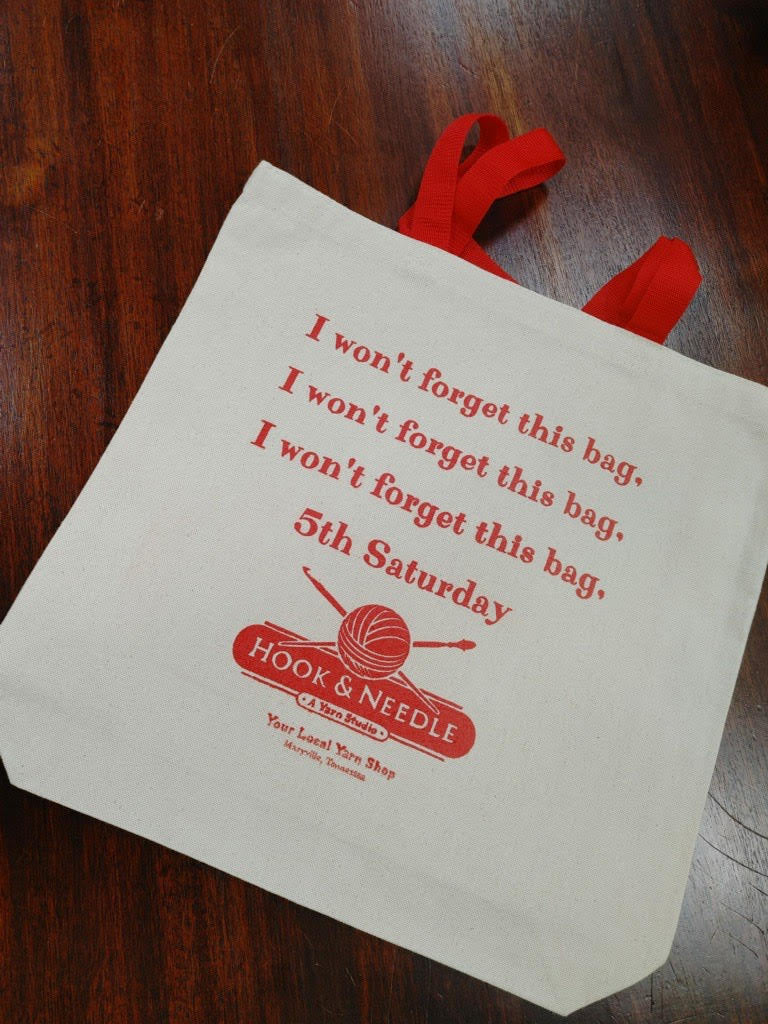 I won't forget this bag,
I won't forget this bag,
I won't forget this bag,
5th Saturday
HOOK & NEEDLE
• A Yarn Studio •
Your Local Yarn Shop
Maryville, Tennessee